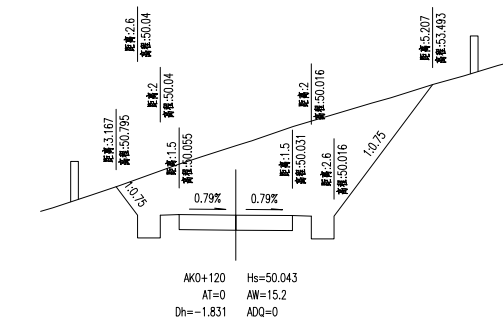 距离:2.6
高程:50.04
距离:5.207
高程:53.493
距离:2
高程:50.04
距离:2
高程:50.016
距离:3.167
高程:50.795
距离:1.5
高程:50.055
距离:1.5
高程:50.031
距离:2.6
高程:50.016
1:0.75
1:0.75
0.79%
0.79%
AK0+120 Hs=50.043
AT=0 AW=15.2
Dh=-1.831 ADQ=0